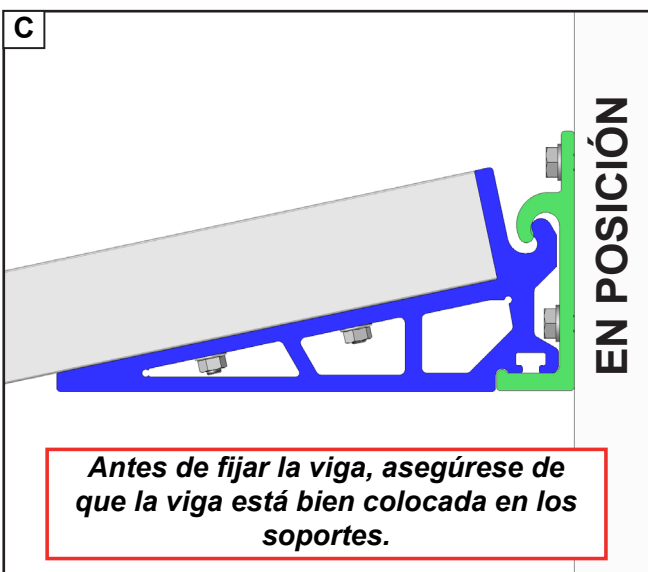 C
EN POSICIÓN
Antes de fijar la viga, asegúrese de
que la viga está bien colocada en los
soportes.